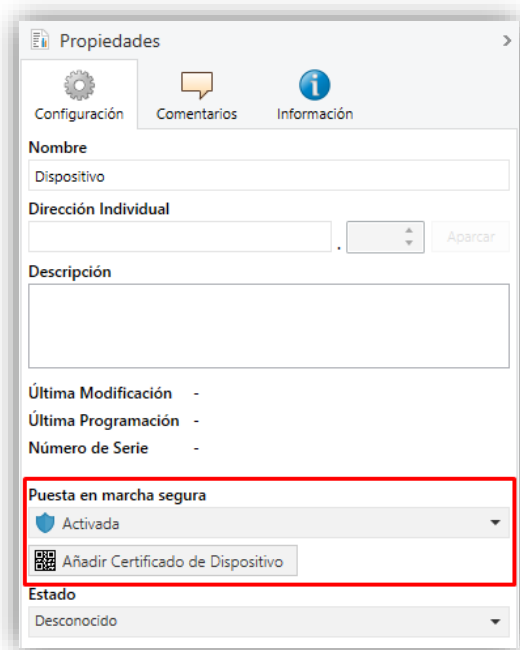 Propiedades
Configuración Comentarios Información
Nombre
Dispositivo
Dirección Individual
. Aparcar
Descripción
Última Modificación -
Última Programación -
Número de Serie -
Puesta en marcha segura
Activada
Añadir Certificado de Dispositivo
Estado
Desconocido